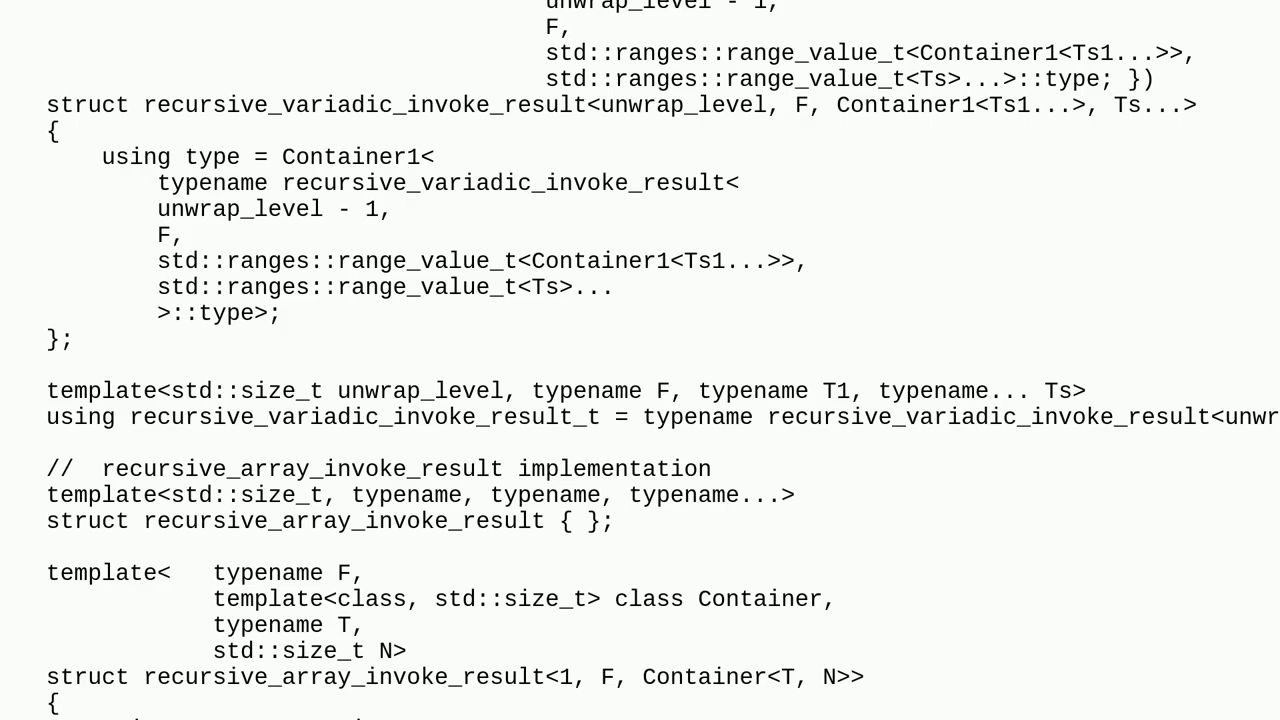 unwrap_level - 1,
F,
std::ranges::range_value_t<Container1<Ts1...>>,
std::ranges::range_value_t<Ts>...>::type; })
struct recursive_variadic_invoke_result<unwrap_level, F, Container1<Ts1...>, Ts...>
{
    using type = Container1<
        typename recursive_variadic_invoke_result<
        unwrap_level - 1,
        F,
        std::ranges::range_value_t<Container1<Ts1...>>,
        std::ranges::range_value_t<Ts>...
        >::type>;
};
template<std::size_t unwrap_level, typename F, typename T1, typename... Ts>
using recursive_variadic_invoke_result_t = typename recursive_variadic_invoke_result<unwr
//  recursive_array_invoke_result implementation
template<std::size_t, typename, typename, typename...>
struct recursive_array_invoke_result { };
template<   typename F,
            template<class, std::size_t> class Container,
            typename T,
            std::size_t N>
struct recursive_array_invoke_result<1, F, Container<T, N>>
{